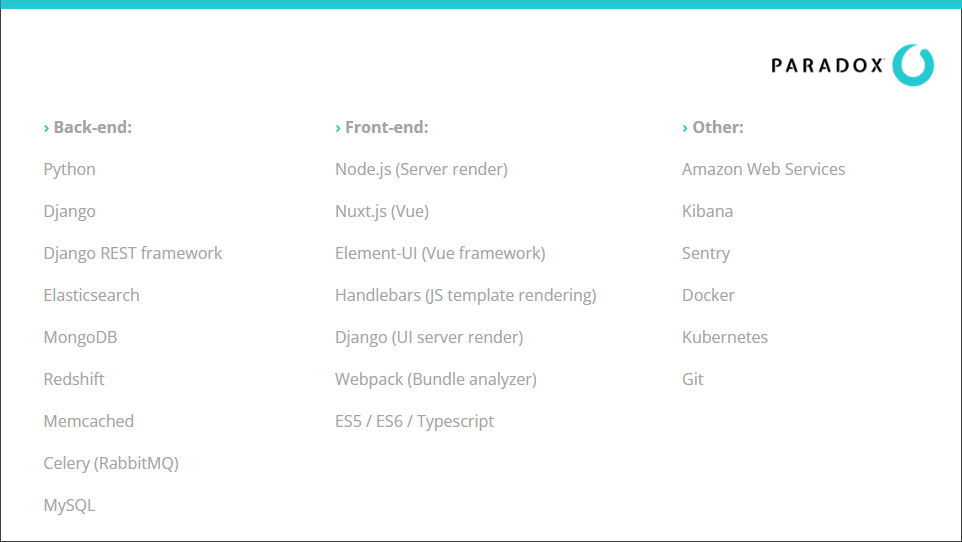 PARADOX
› Back-end:
Python
Django
Django REST framework
Elasticsearch
MongoDB
Redshift
Memcached
Celery (RabbitMQ)
MySQL
› Front-end:
Node.js (Server render)
Nuxt.js (Vue)
Element-UI (Vue framework)
Handlebars (JS template rendering)
Django (UI server render)
Webpack (Bundle analyzer)
ES5 / ES6 / Typescript
› Other:
Amazon Web Services
Kibana
Sentry
Docker
Kubernetes
Git